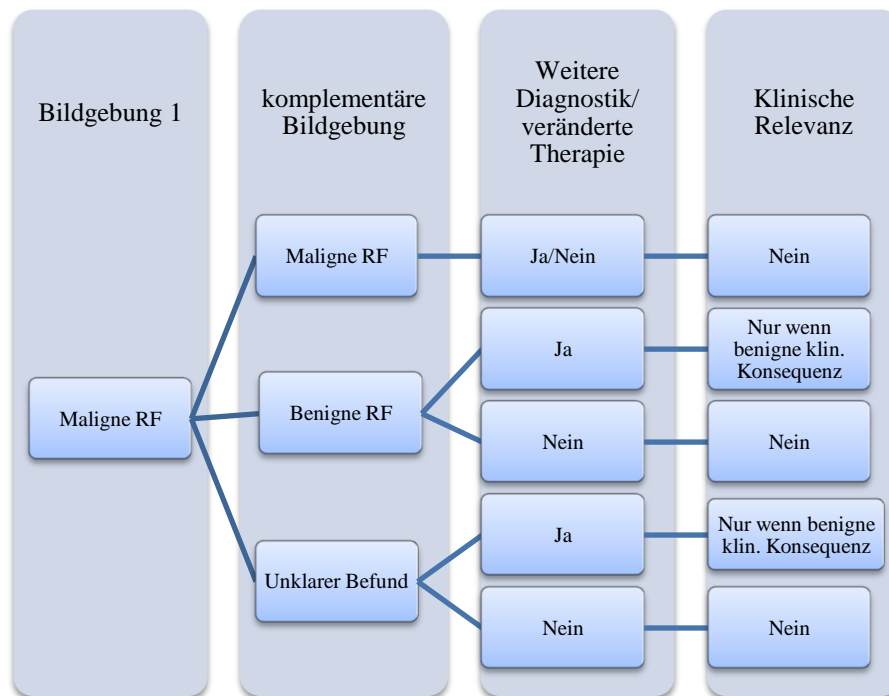 Bildgebung 1
komplementäre
Bildgebung
Weitere
Diagnostik/
veränderte
Therapie
Klinische
Relevanz
Maligne RF
Maligne RF
Ja/Nein
Nein
Benigne RF
Ja
Nur wenn
benigne klin.
Konsequenz
Nein
Nein
Unklarer Befund
Ja
Nur wenn benigne
klin. Konsequenz
Nein
Nein